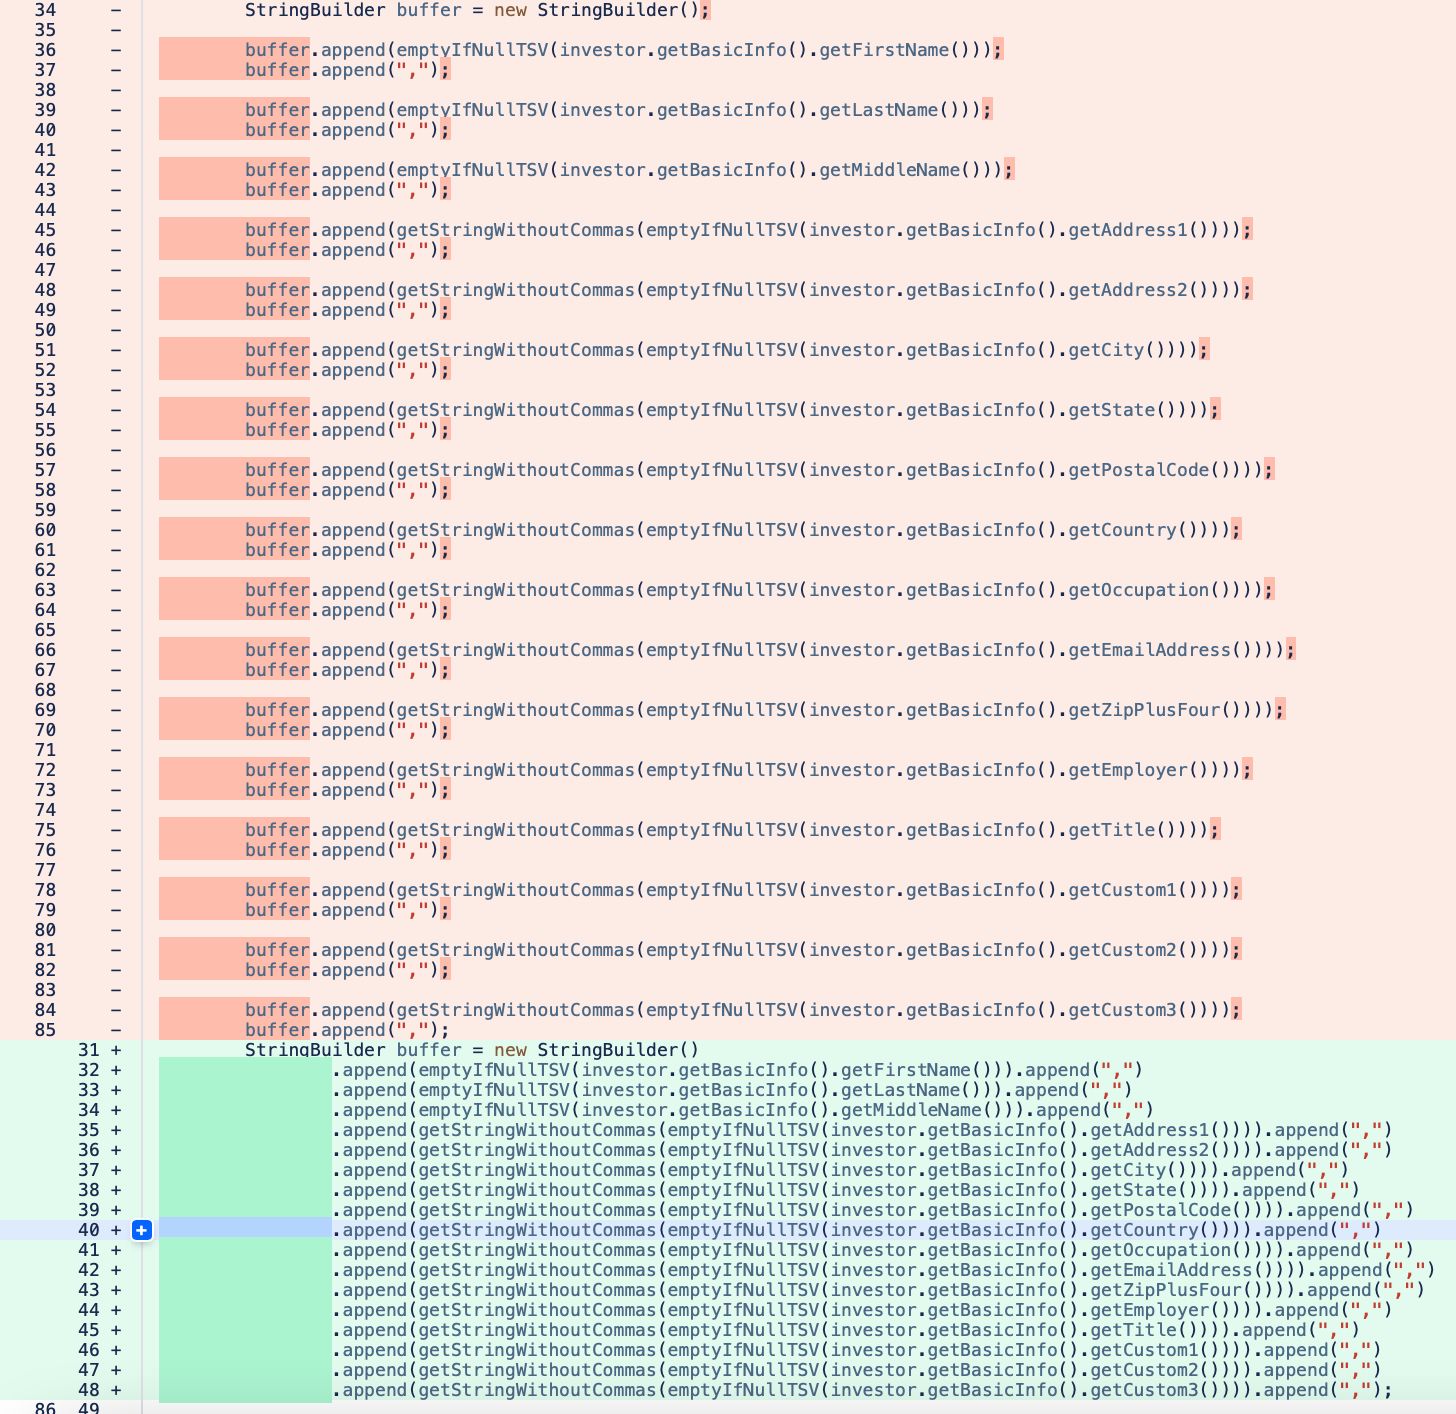 34 - StringBuilder buffer = new StringBuilder();
35 -
36 - buffer.append(emptyIfNullTSV(investor.getBasicInfo().getFirstName()));
37 - buffer.append(",");
38 -
39 - buffer.append(emptyIfNullTSV(investor.getBasicInfo().getLastName()));
40 - buffer.append(",");
41 -
42 - buffer.append(emptyIfNullTSV(investor.getBasicInfo().getMiddleName()));
43 - buffer.append(",");
44 -
45 - buffer.append(getStringWithoutCommas(emptyIfNullTSV(investor.getBasicInfo().getAddress1())));
46 - buffer.append(",");
47 -
48 - buffer.append(getStringWithoutCommas(emptyIfNullTSV(investor.getBasicInfo().getAddress2())));
49 - buffer.append(",");
50 -
51 - buffer.append(getStringWithoutCommas(emptyIfNullTSV(investor.getBasicInfo().getCity())));
52 - buffer.append(",");
53 -
54 - buffer.append(getStringWithoutCommas(emptyIfNullTSV(investor.getBasicInfo().getState())));
55 - buffer.append(",");
56 -
57 - buffer.append(getStringWithoutCommas(emptyIfNullTSV(investor.getBasicInfo().getPostalCode())));
58 - buffer.append(",");
59 -
60 - buffer.append(getStringWithoutCommas(emptyIfNullTSV(investor.getBasicInfo().getCountry())));
61 - buffer.append(",");
62 -
63 - buffer.append(getStringWithoutCommas(emptyIfNullTSV(investor.getBasicInfo().getOccupation())));
64 - buffer.append(",");
65 -
66 - buffer.append(getStringWithoutCommas(emptyIfNullTSV(investor.getBasicInfo().getEmailAddress())));
67 - buffer.append(",");
68 -
69 - buffer.append(getStringWithoutCommas(emptyIfNullTSV(investor.getBasicInfo().getZipPlusFour())));
70 - buffer.append(",");
71 -
72 - buffer.append(getStringWithoutCommas(emptyIfNullTSV(investor.getBasicInfo().getEmployer())));
73 - buffer.append(",");
74 -
75 - buffer.append(getStringWithoutCommas(emptyIfNullTSV(investor.getBasicInfo().getTitle())));
76 - buffer.append(",");
77 -
78 - buffer.append(getStringWithoutCommas(emptyIfNullTSV(investor.getBasicInfo().getCustom1())));
79 - buffer.append(",");
80 -
81 - buffer.append(getStringWithoutCommas(emptyIfNullTSV(investor.getBasicInfo().getCustom2())));
82 - buffer.append(",");
83 -
84 - buffer.append(getStringWithoutCommas(emptyIfNullTSV(investor.getBasicInfo().getCustom3())));
85 - buffer.append(",");
31 + StringBuilder buffer = new StringBuilder()
32 + .append(emptyIfNullTSV(investor.getBasicInfo().getFirstName())).append(",")
33 + .append(emptyIfNullTSV(investor.getBasicInfo().getLastName())).append(",")
34 + .append(emptyIfNullTSV(investor.getBasicInfo().getMiddleName())).append(",")
35 + .append(getStringWithoutCommas(emptyIfNullTSV(investor.getBasicInfo().getAddress1()))).append(",")
36 + .append(getStringWithoutCommas(emptyIfNullTSV(investor.getBasicInfo().getAddress2()))).append(",")
37 + .append(getStringWithoutCommas(emptyIfNullTSV(investor.getBasicInfo().getCity()))).append(",")
38 + .append(getStringWithoutCommas(emptyIfNullTSV(investor.getBasicInfo().getState()))).append(",")
39 + .append(getStringWithoutCommas(emptyIfNullTSV(investor.getBasicInfo().getPostalCode()))).append(",")
40 + + .append(getStringWithoutCommas(emptyIfNullTSV(investor.getBasicInfo().getCountry()))).append(",")
41 + .append(getStringWithoutCommas(emptyIfNullTSV(investor.getBasicInfo().getOccupation()))).append(",")
42 + .append(getStringWithoutCommas(emptyIfNullTSV(investor.getBasicInfo().getEmailAddress()))).append(",")
43 + .append(getStringWithoutCommas(emptyIfNullTSV(investor.getBasicInfo().getZipPlusFour()))).append(",")
44 + .append(getStringWithoutCommas(emptyIfNullTSV(investor.getBasicInfo().getEmployer()))).append(",")
45 + .append(getStringWithoutCommas(emptyIfNullTSV(investor.getBasicInfo().getTitle()))).append(",")
46 + .append(getStringWithoutCommas(emptyIfNullTSV(investor.getBasicInfo().getCustom1()))).append(",")
47 + .append(getStringWithoutCommas(emptyIfNullTSV(investor.getBasicInfo().getCustom2()))).append(",")
48 + .append(getStringWithoutCommas(emptyIfNullTSV(investor.getBasicInfo().getCustom3()))).append(",");
86 49